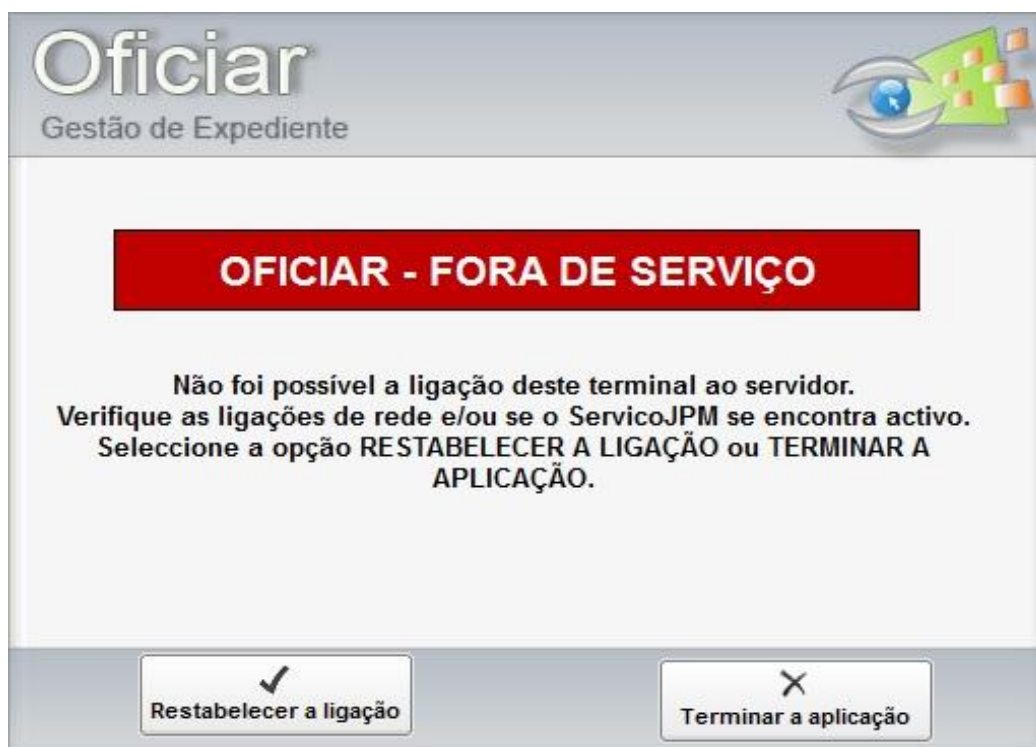 Oficiar
Gestão de Expediente
OFICIAR - FORA DE SERVIÇO
Não foi possível a ligação deste terminal ao servidor.
Verifique as ligações de rede e/ou se o ServicoJPM se encontra activo.
Seleccione a opção RESTABELECER A LIGAÇÃO ou TERMINAR A
APLICAÇÃO.
Restabelecer a ligação
Terminar a aplicação